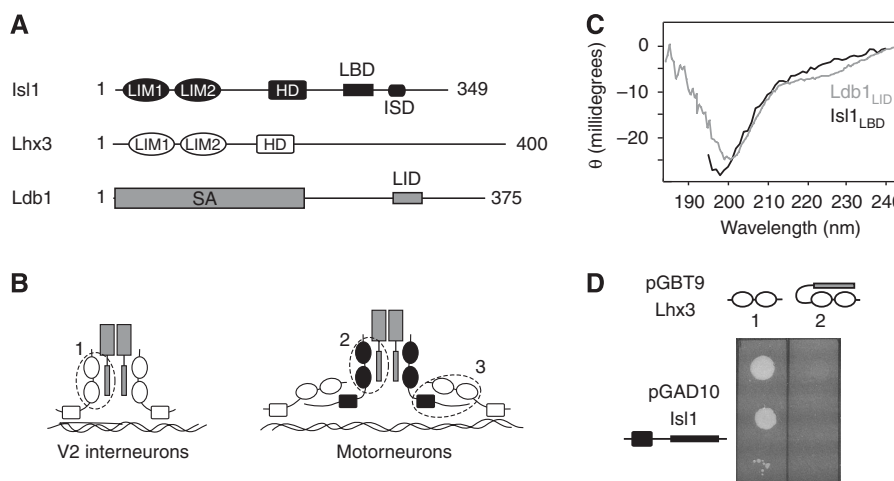 A
Isl1 1 LIM1 LIM2 HD LBD ISD 349
Lhx3 1 LIM1 LIM2 HD 400
Ldb1 1 SA LID 375
B
1
V2 interneurons
2
3
Motorneurons
C
θ (millidegrees)
0
−10
−20
Ldb1LID
Isl1LBD
190 200 210 220 230 240
Wavelength (nm)
D
pGBT9
Lhx3
1 2
pGAD10
Isl1